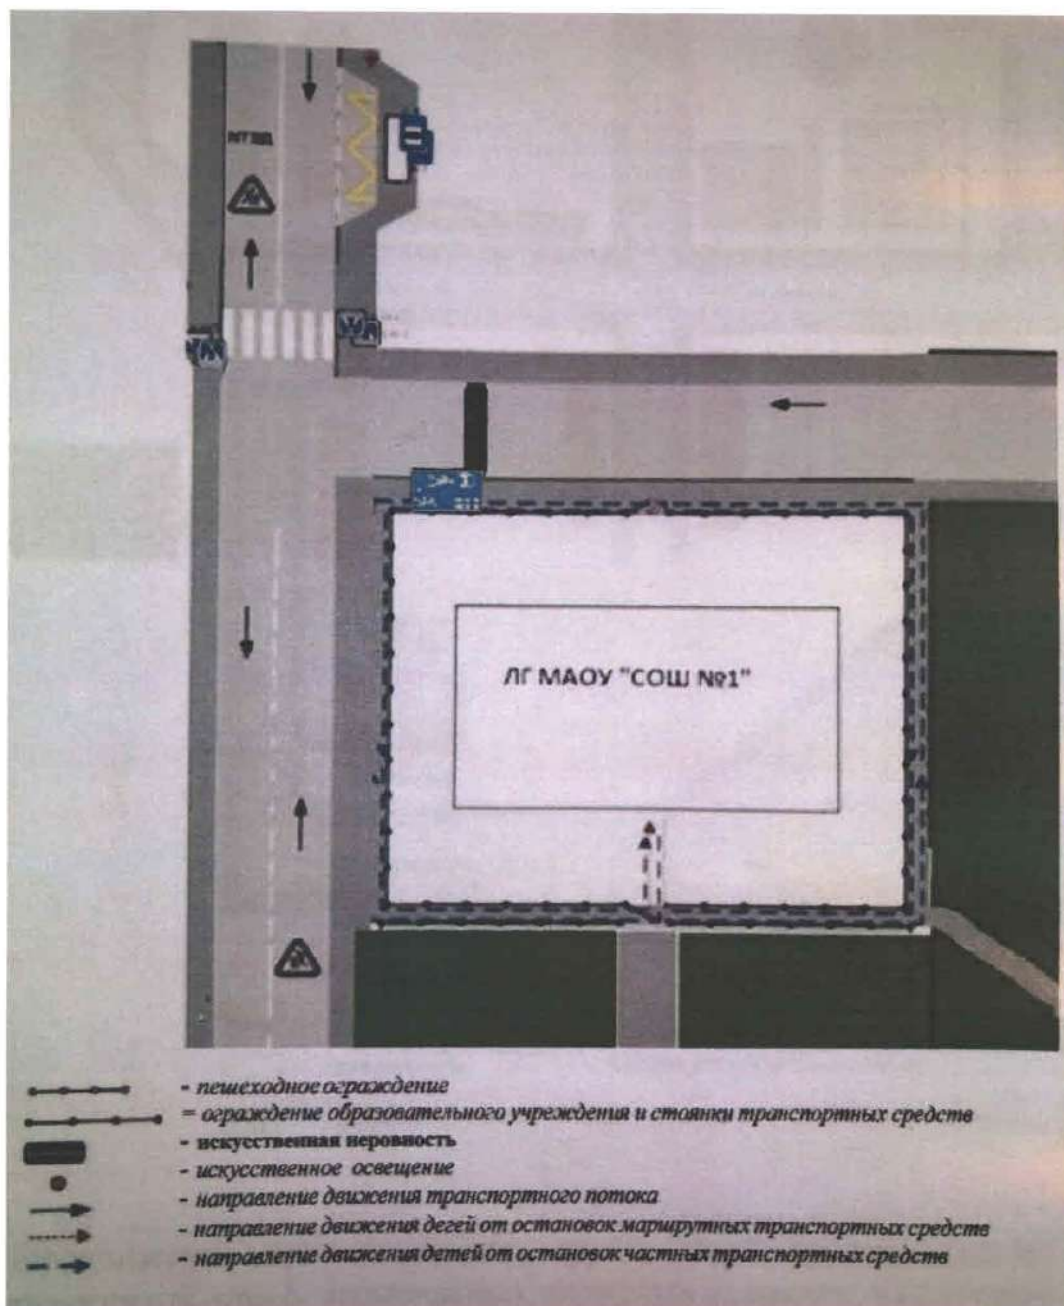 ЛГ МАОУ "СОШ №1"
- пешеходное ограждение
= ограждение образовательного учреждения и стоянки транспортных средств
- искусственная неровность
- искусственное освещение
- направление движения транспортного потока
- направление движения дегей от остановок маршрутных транспортных средств
- направление движения детей от остановок частных транспортных средств